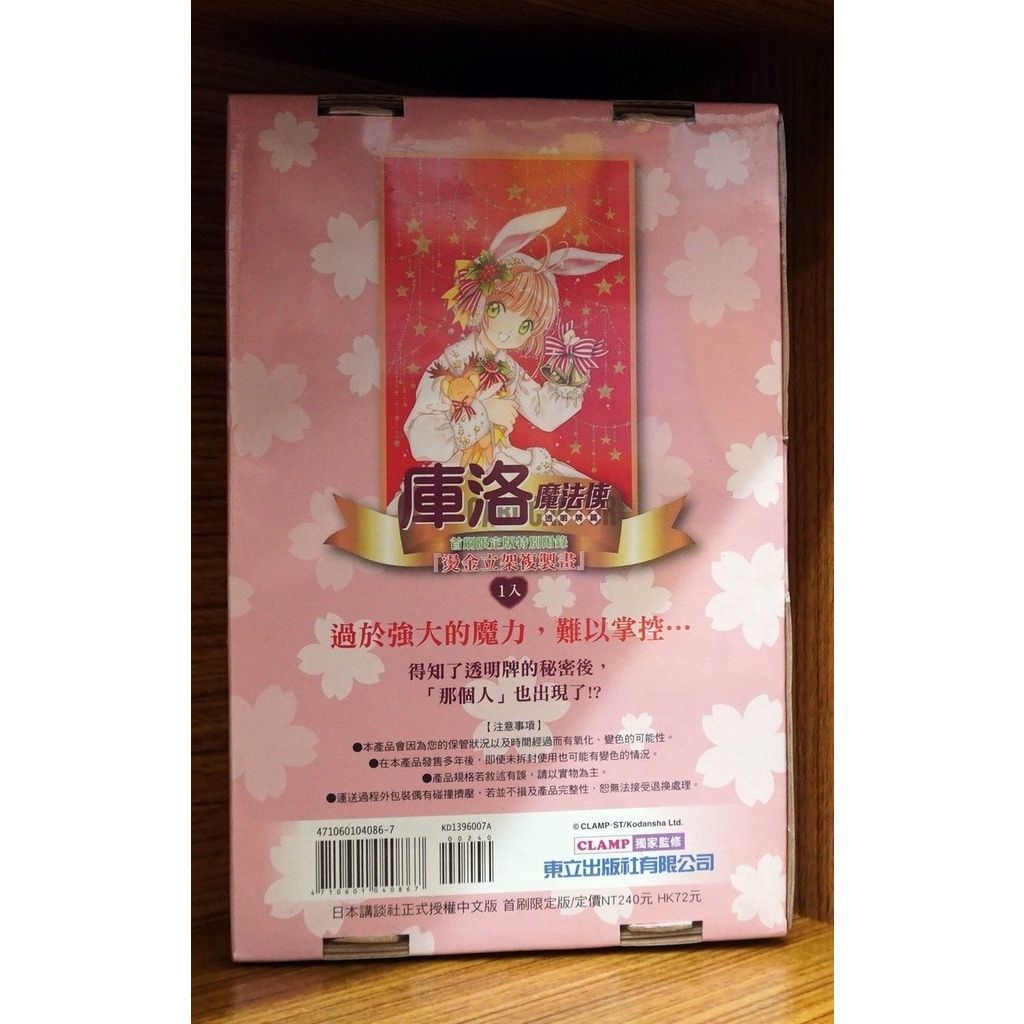 庫洛魔法使
透明牌篇
首刷限定版特別附錄
『燙金立架複製畫』
1入
過於強大的魔力，難以掌控…
得知了透明牌的秘密後，
「那個人」也出現了!?
【注意事項】
●本產品會因為您的保管狀況以及時間經過而有氧化、變色的可能性。
●在本產品發售多年後，即使未拆封使用也可能有變色的情況。
●產品規格若敘述有誤，請以實物為主。
●運送過程外包裝偶有碰撞擠壓，若並不損及產品完整性，恕無法接受退換處理。
471060104086-7
KD1396007A
00240
4710601040867
©CLAMP·ST/Kodansha Ltd.
CLAMP 獨家監修
東立出版社有限公司
日本講談社正式授權中文版 首刷限定版/定價NT240元 HK72元